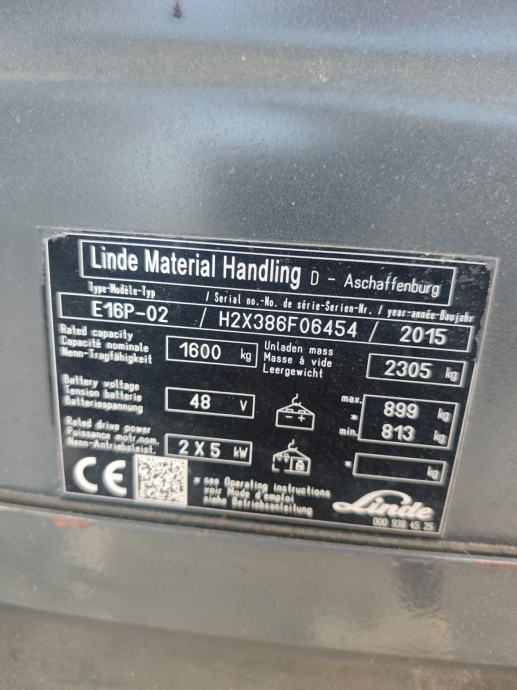 Linde Material Handling D - Aschaffenburg
Type-Modèle-Typ / Serial no.-No. de série-Serien-Nr. / year-année-Baujahr
E16P-02 / H2X386F06454 / 2015
Rated capacity
Capacité nominale
Nenn-Tragfähigkeit
1600 kg
Unladen mass
Masse à vide
Leergewicht
2305 kg
Battery voltage
Tension batterie
Batteriespannung
48 V
- +
max.
*
min.
899 kg
813 kg
Rated drive power
Puissance motr.nom.
Nenn-Antriebsleist.
2 X 5 kW
* kg
CE
* see Operating instructions
voir Mode d'emploi
siehe Betriebsanleitung
Linde
000 938 45 25